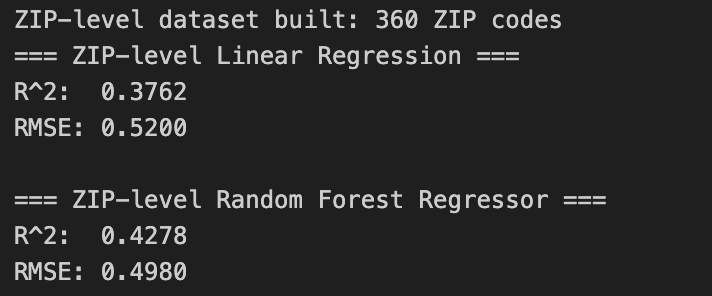 ZIP-level dataset built: 360 ZIP codes
=== ZIP-level Linear Regression ===
R^2:  0.3762
RMSE: 0.5200
=== ZIP-level Random Forest Regressor ===
R^2:  0.4278
RMSE: 0.4980